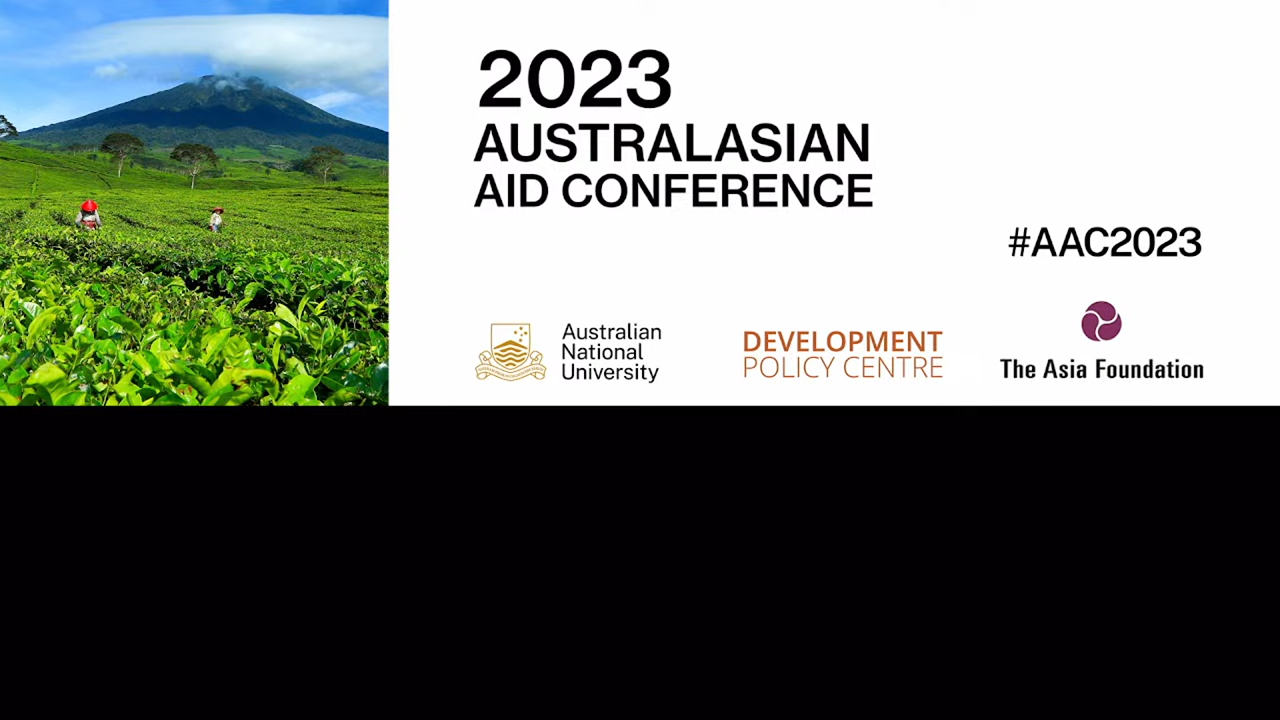 2023
AUSTRALASIAN
AID CONFERENCE
#AAC2023
Australian
National
University
DEVELOPMENT
POLICY CENTRE
The Asia Foundation